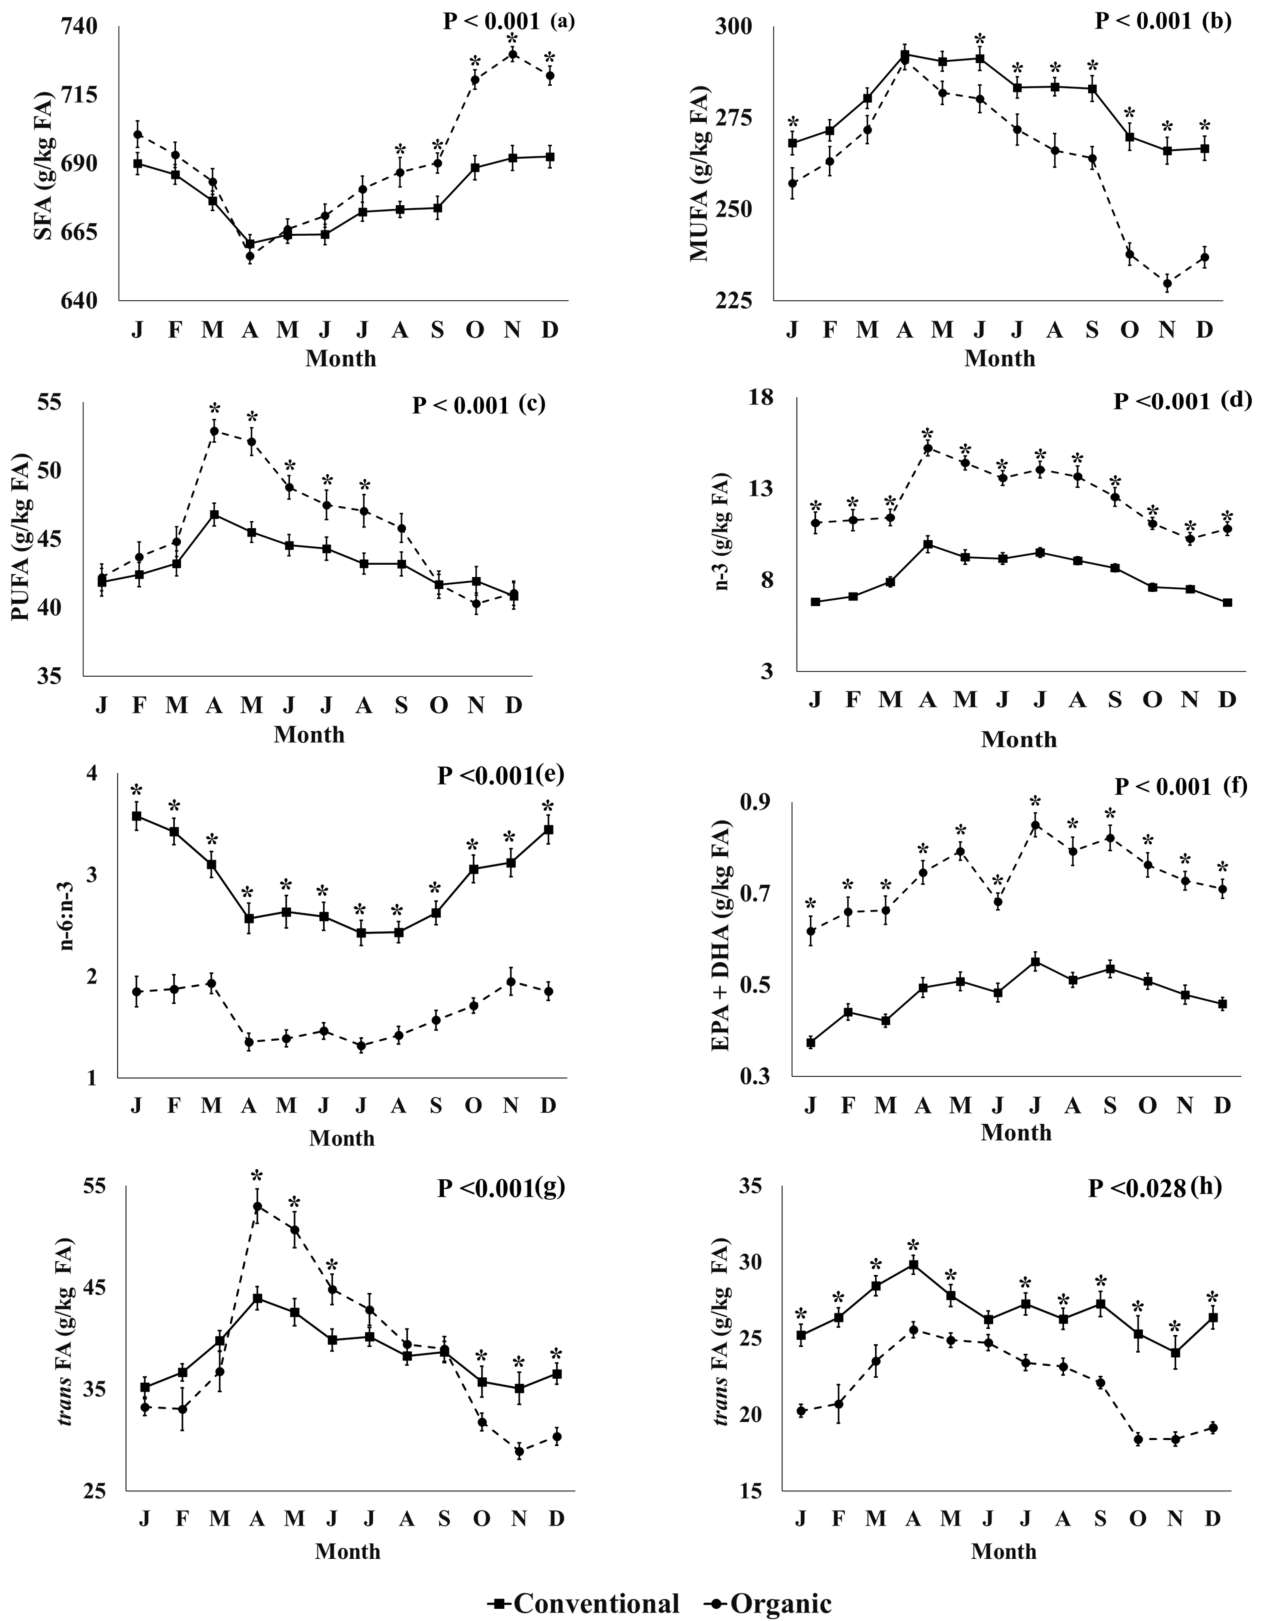 P < 0.001 (a)
SFA (g/kg FA)
740
715
690
665
640
* * * * *
J F M A M J J A S O N D
Month
P < 0.001 (b)
MUFA (g/kg FA)
300
275
250
225
* * * * * * * *
J F M A M J J A S O N D
Month
P < 0.001 (c)
PUFA (g/kg FA)
55
50
45
40
35
* * * * *
J F M A M J J A S O N D
Month
P <0.001 (d)
n-3 (g/kg FA)
18
13
8
3
* * * * * * * * * * * *
J F M A M J J A S O N D
Month
P <0.001 (e)
n-6:n-3
4
3
2
1
* * * * * * * * * * * *
J F M A M J J A S O N D
Month
P < 0.001 (f)
EPA + DHA (g/kg FA)
0.9
0.7
0.5
0.3
* * * * * * * * * * * *
J F M A M J J A S O N D
Month
P <0.001 (g)
trans FA (g/kg FA)
55
45
35
25
* * * * * *
J F M A M J J A S O N D
Month
P <0.028 (h)
trans FA (g/kg FA)
35
30
25
20
15
* * * * * * * * * * *
J F M A M J J A S O N D
Month
Conventional Organic